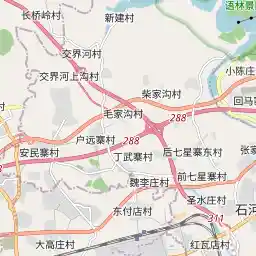 长桥岭村
新建村
语林景
交界河村
小陈庄
交界河上沟村
柴家沟村
回马
毛家沟村
288
户远寨村
288
安民寨村
丁武寨村
后七星寨东村
张
魏李庄村
前七星寨村
圣水庄村
东付店村
311
石河
大高庄村
红瓦店村